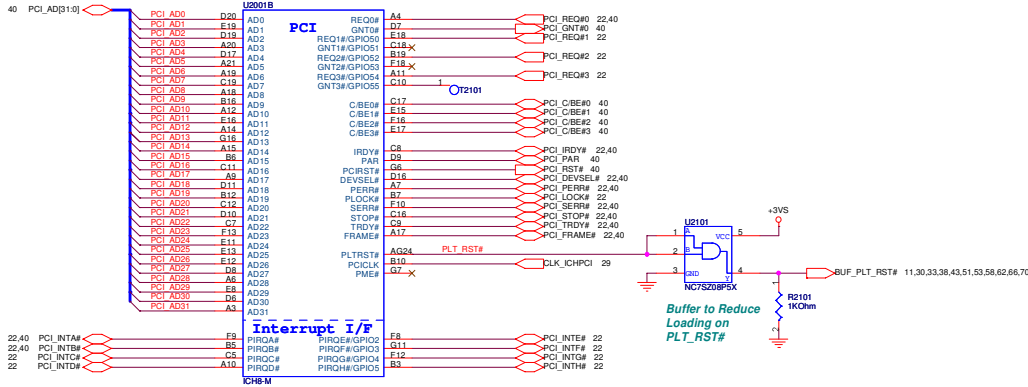 U2001B
40 PCI_AD[31:0]
PCI
PCI_AD0 D20 AD0 REQ0# A4 PCI_REQ#0 22,40
PCI_AD1 E19 AD1 GNT0# D7 PCI_GNT#0 40
PCI_AD2 D19 AD2 REQ1#/GPIO50 E18 PCI_REQ#1 22
PCI_AD3 A20 AD3 GNT1#/GPIO51 C18
PCI_AD4 D17 AD4 REQ2#/GPIO52 B19 PCI_REQ#2 22
PCI_AD5 A21 AD5 GNT2#/GPIO53 F18
PCI_AD6 A19 AD6 REQ3#/GPIO54 A11 PCI_REQ#3 22
PCI_AD7 C19 AD7 GNT3#/GPIO55 C10 1 T2101
PCI_AD8 A18 AD8
PCI_AD9 B16 AD9 C/BE0# C17 PCI_C/BE#0 40
PCI_AD10 A12 AD10 C/BE1# E15 PCI_C/BE#1 40
PCI_AD11 E16 AD11 C/BE2# F16 PCI_C/BE#2 40
PCI_AD12 A14 AD12 C/BE3# E17 PCI_C/BE#3 40
PCI_AD13 G16 AD13
PCI_AD14 A15 AD14 IRDY# C8 PCI_IRDY# 22,40
PCI_AD15 B6 AD15 PAR D9 PCI_PAR 40
PCI_AD16 C11 AD16 PCIRST# G6 PCI_RST# 40
PCI_AD17 A9 AD17 DEVSEL# D16 PCI_DEVSEL# 22,40
PCI_AD18 D11 AD18 PERR# A7 PCI_PERR# 22,40
PCI_AD19 B12 AD19 PLOCK# B7 PCI_LOCK# 22
PCI_AD20 C12 AD20 SERR# F10 PCI_SERR# 22,40
PCI_AD21 D10 AD21 STOP# C16 PCI_STOP# 22,40
PCI_AD22 C7 AD22 TRDY# C9 PCI_TRDY# 22,40
PCI_AD23 F13 AD23 FRAME# A17 PCI_FRAME# 22,40
PCI_AD24 E11 AD24
PCI_AD25 E13 AD25 PLTRST# AG24 PLT_RST#
PCI_AD26 E12 AD26 PCICLK B10 CLK_ICHPCI 29
PCI_AD27 D8 AD27 PME# G7
PCI_AD28 A6 AD28
PCI_AD29 E8 AD29
PCI_AD30 D6 AD30
PCI_AD31 A3 AD31
Interrupt I/F
22,40 PCI_INTA# F9 PIRQA# PIRQE#/GPIO2 F8 PCI_INTE# 22
22,40 PCI_INTB# B5 PIRQB# PIRQF#/GPIO3 G11 PCI_INTF# 22
22 PCI_INTC# C5 PIRQC# PIRQG#/GPIO4 F12 PCI_INTG# 22
22 PCI_INTD# A10 PIRQD# PIRQH#/GPIO5 B3 PCI_INTH# 22
ICH8-M
+3VS
U2101
1 A VCC 5
2 B
3 GND Y 4 BUF_PLT_RST# 11,30,33,38,43,51,53,58,62,66,70
NC7SZ08P5X
1
R2101
1KOhm
2
Buffer to Reduce
Loading on
PLT_RST#